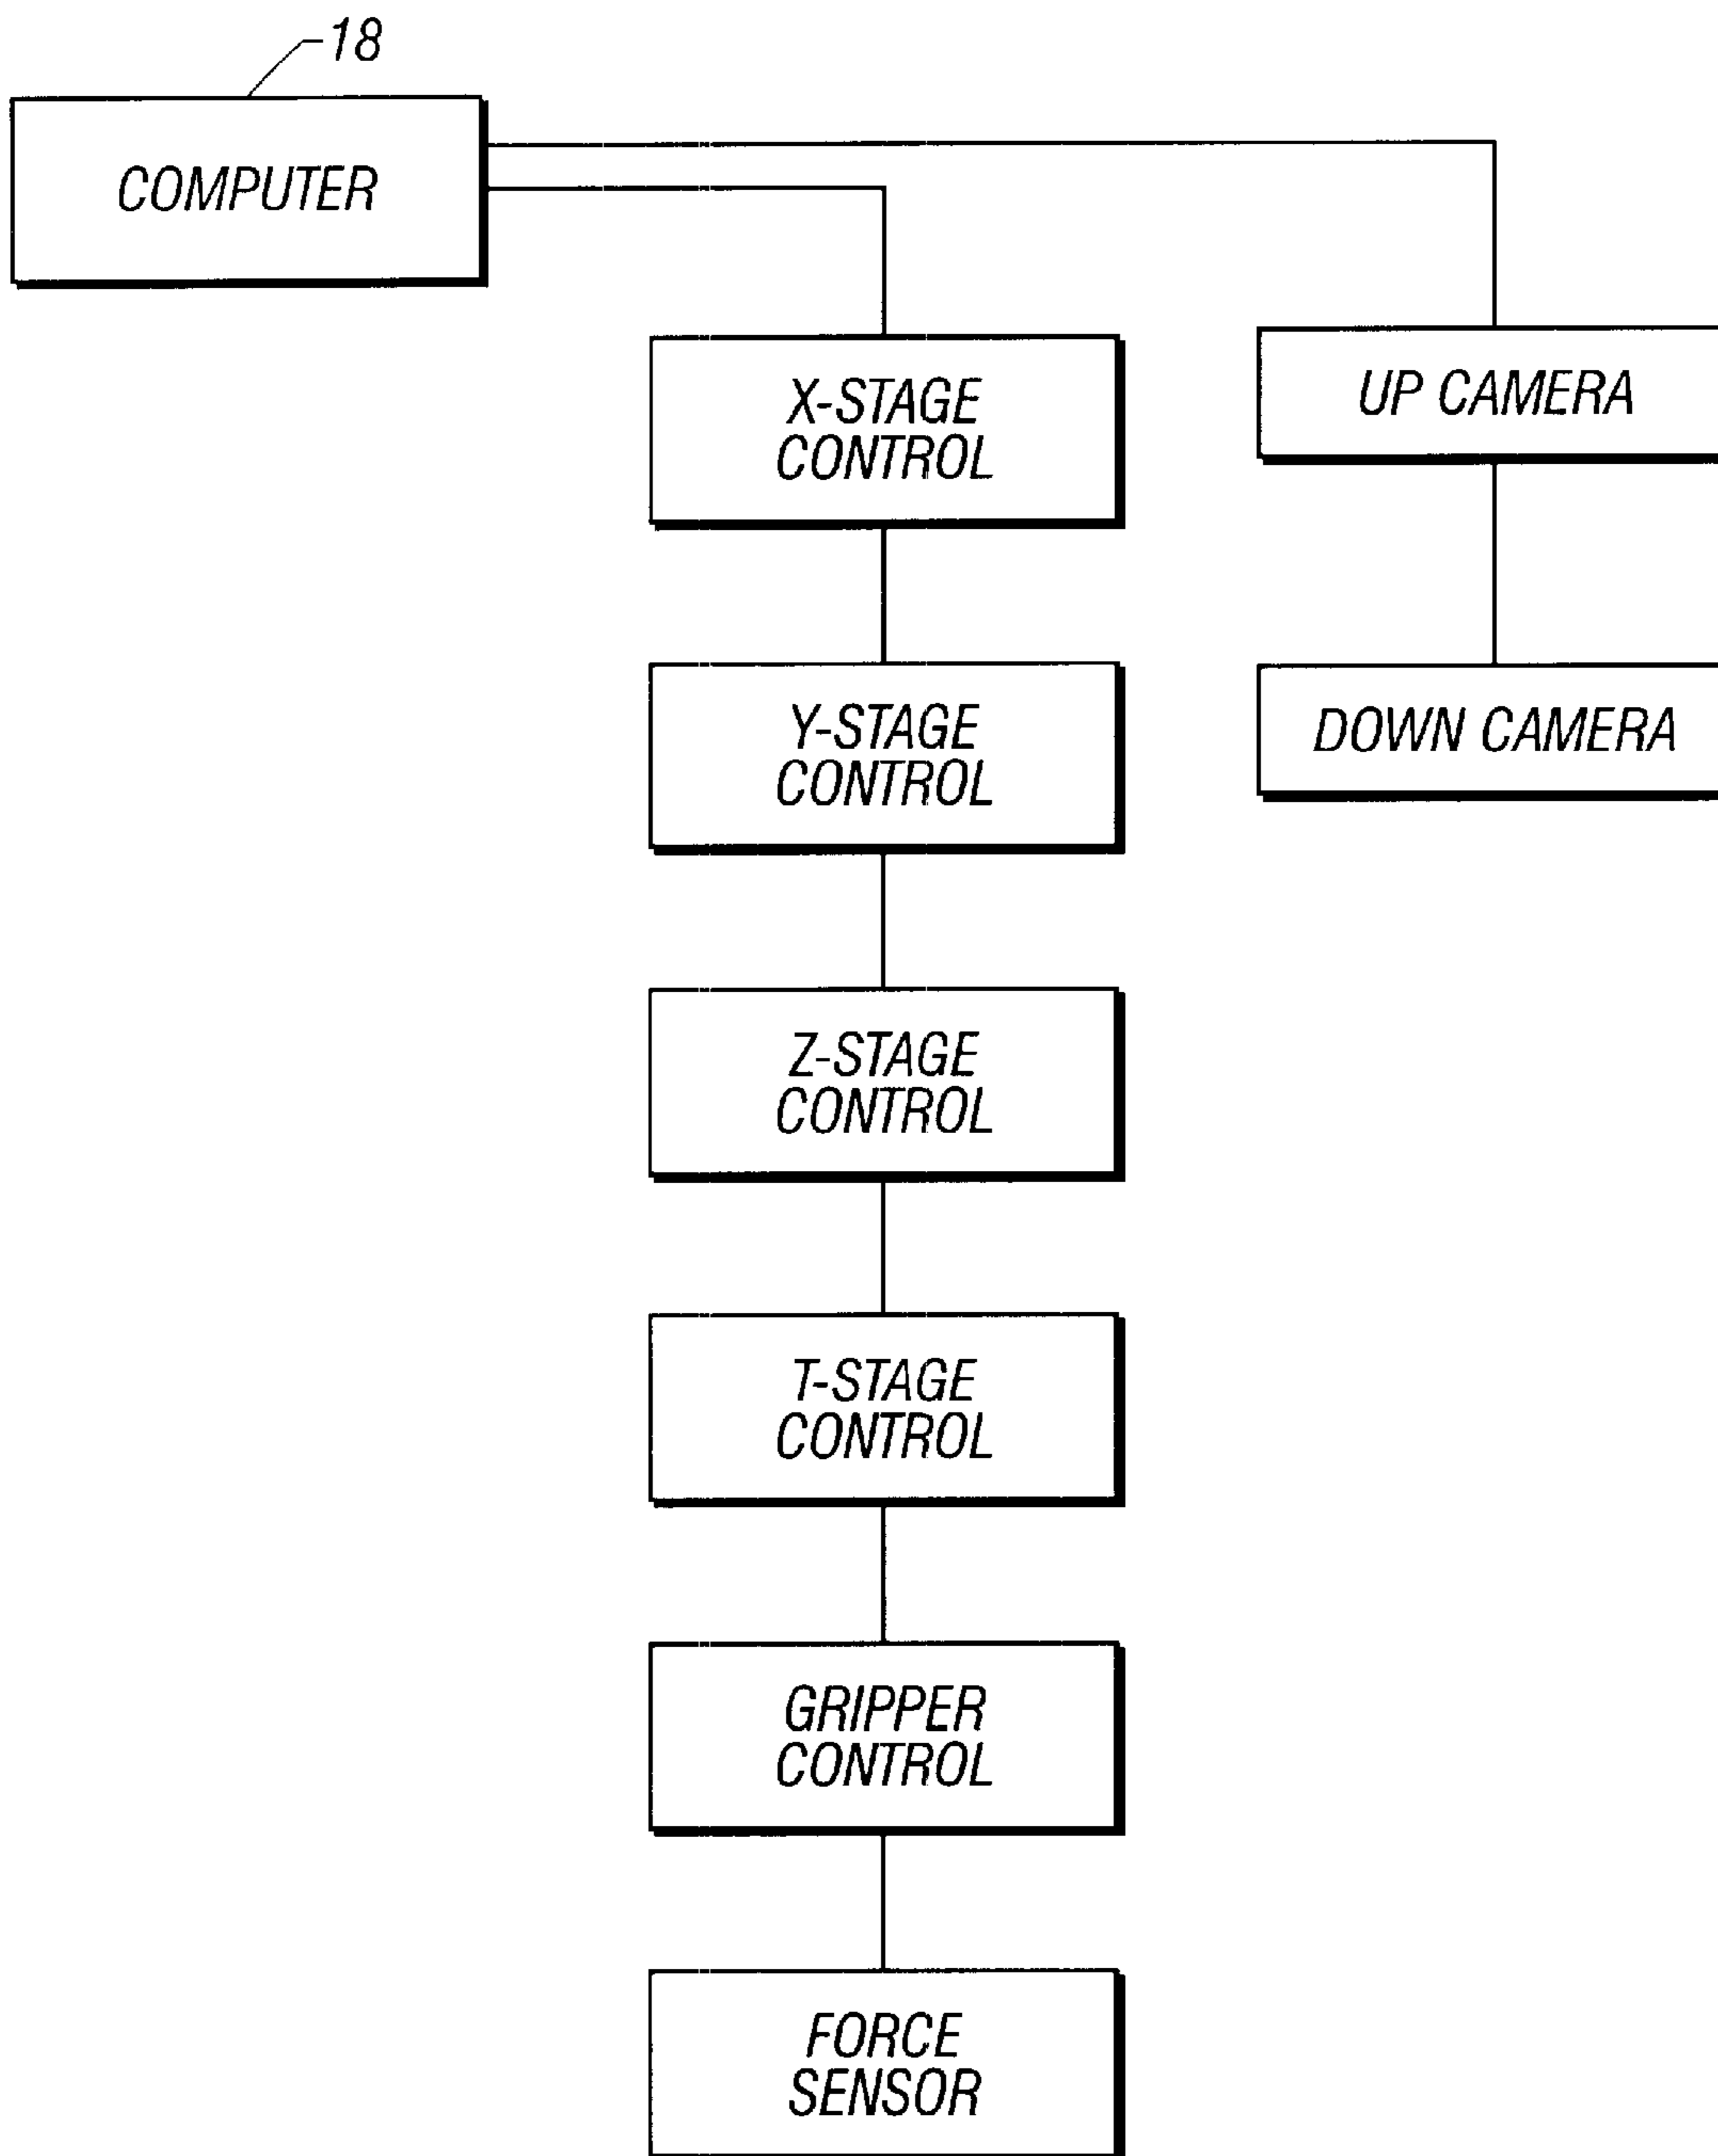 18
COMPUTER
X-STAGE
CONTROL
UP CAMERA
Y-STAGE
CONTROL
DOWN CAMERA
Z-STAGE
CONTROL
T-STAGE
CONTROL
GRIPPER
CONTROL
FORCE
SENSOR